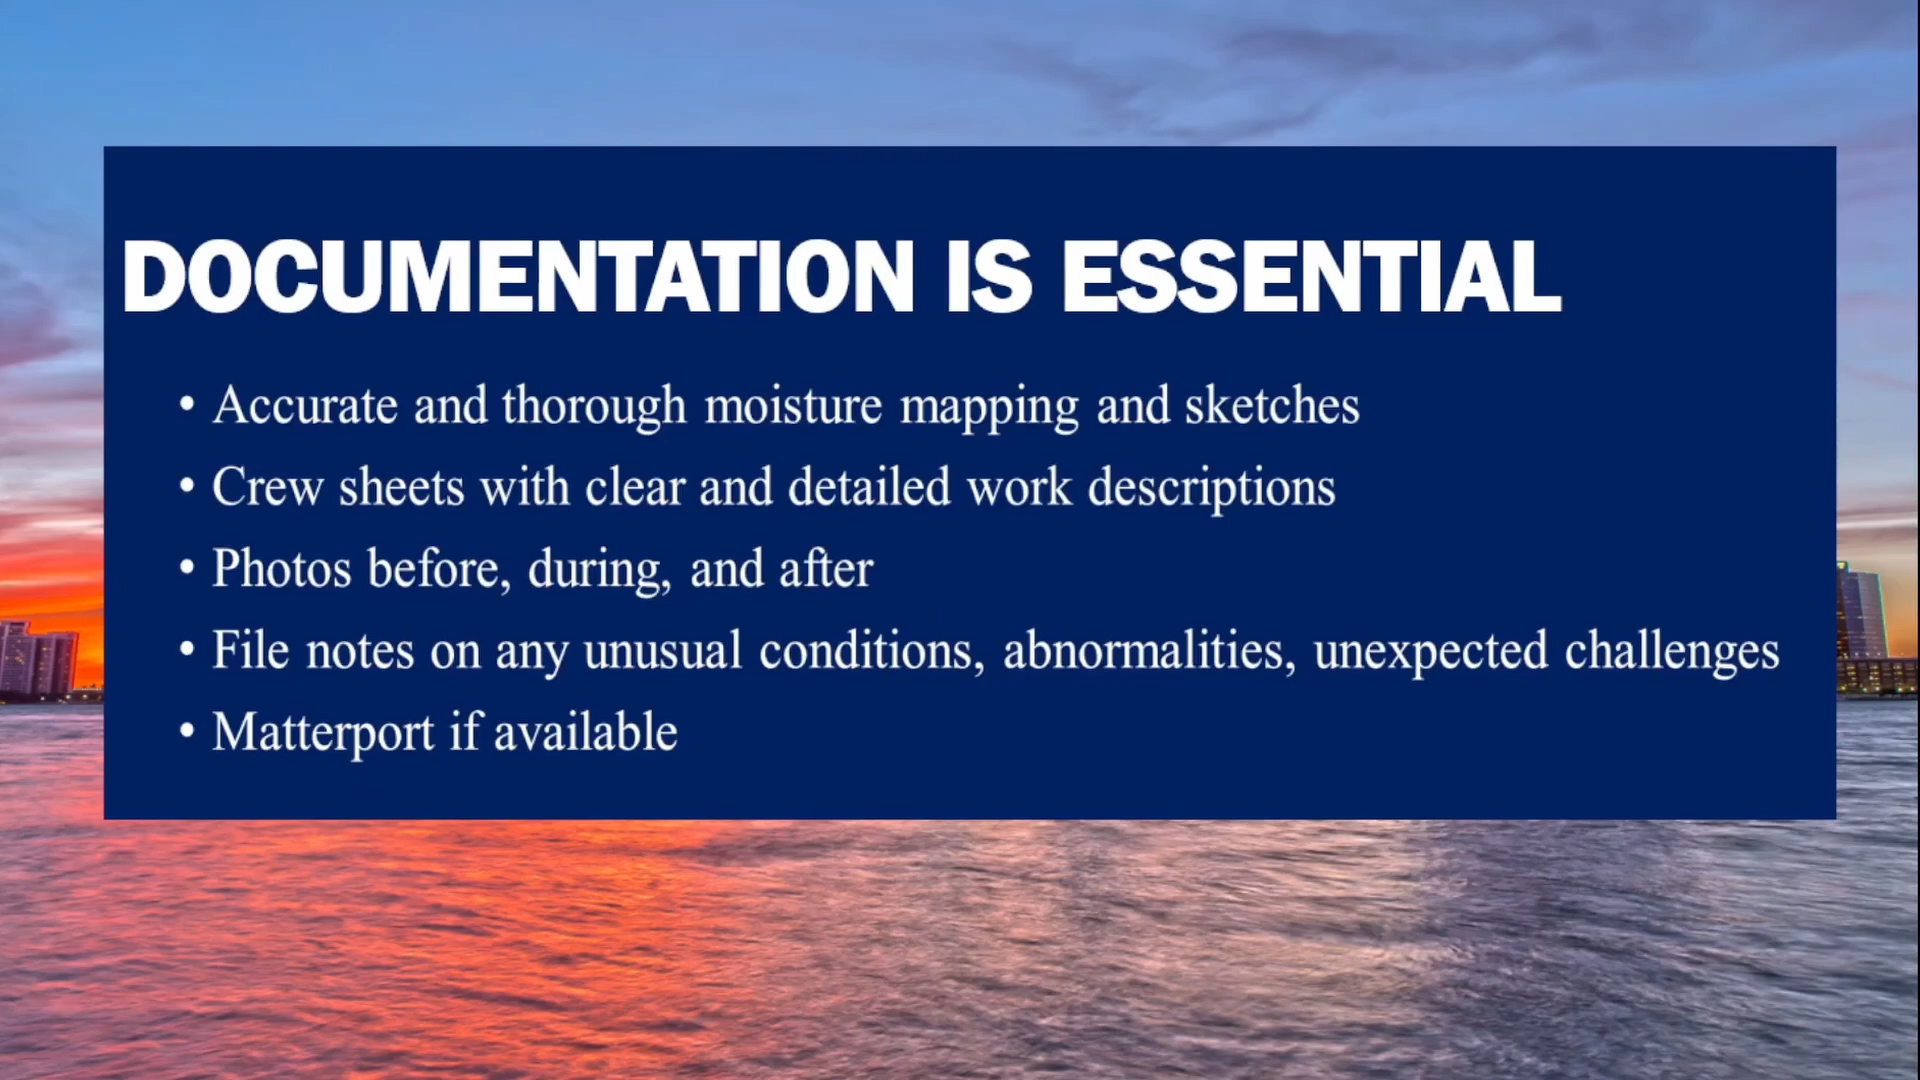 DOCUMENTATION IS ESSENTIAL
• Accurate and thorough moisture mapping and sketches
• Crew sheets with clear and detailed work descriptions
• Photos before, during, and after
• File notes on any unusual conditions, abnormalities, unexpected challenges
• Matterport if available